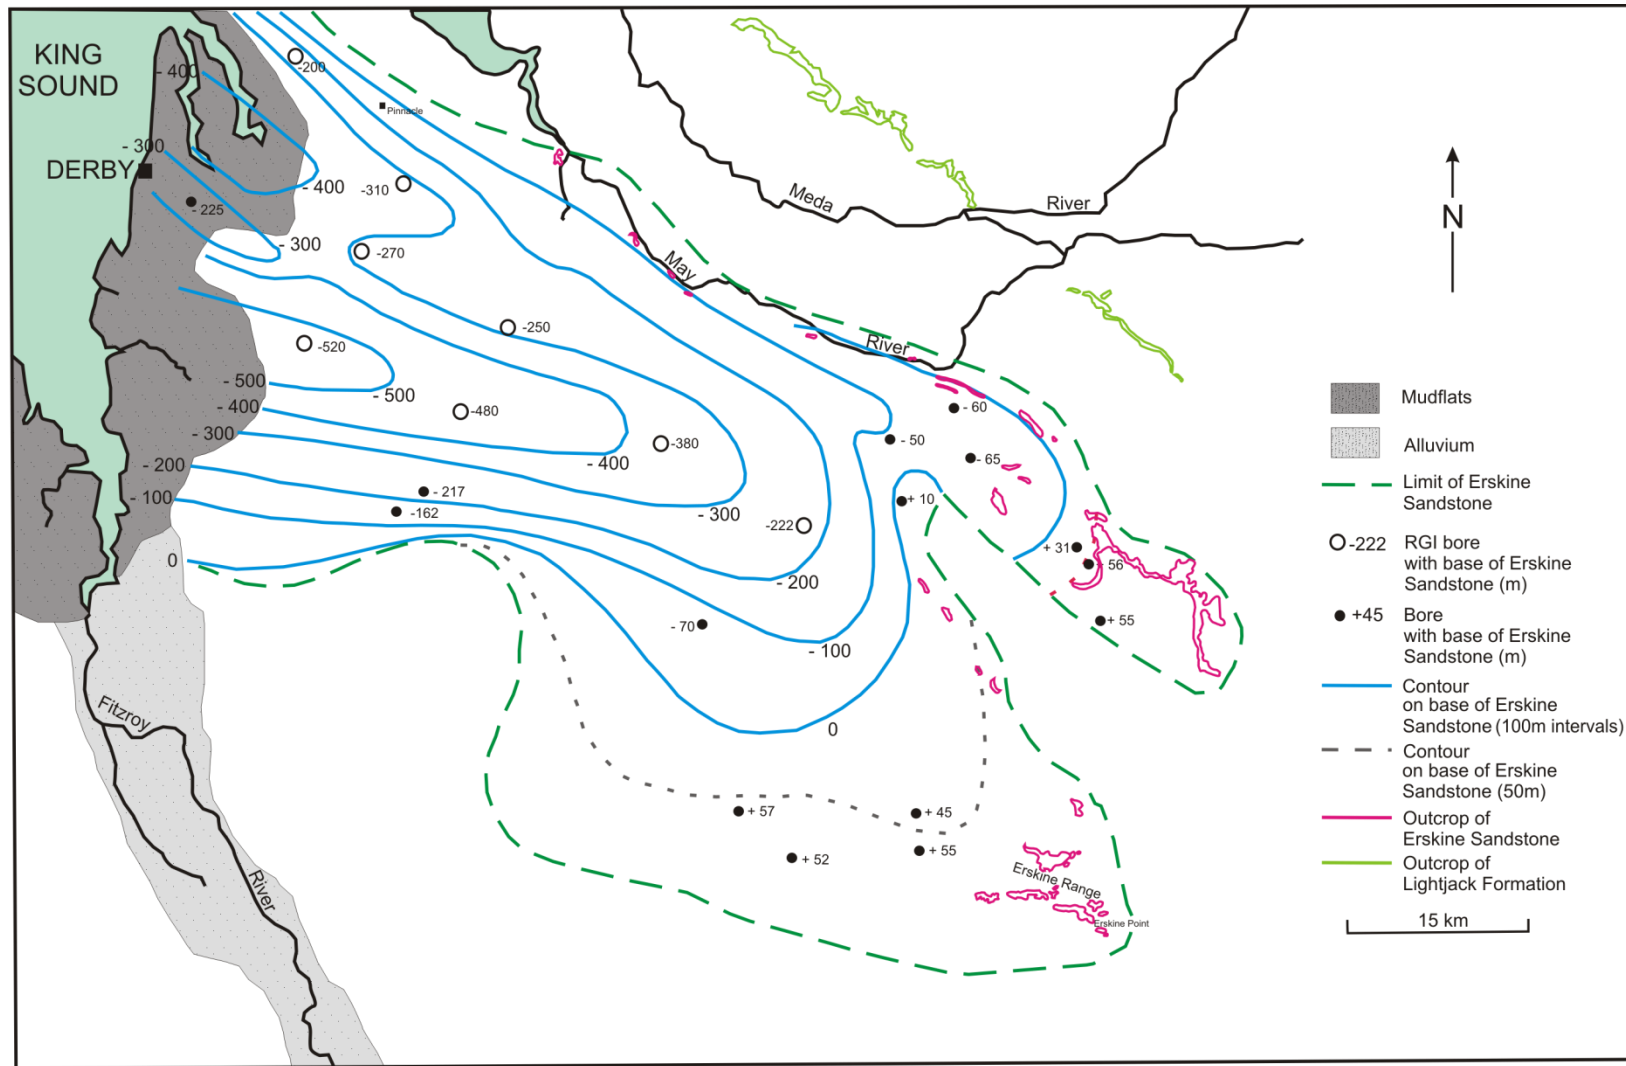 KING
SOUND
- 400
-200
Pinnacle
- 300
DERBY
- 400
-310
- 225
- 300
-270
Meda
River
N
May
-250
-520
River
- 500
- 500
- 400
-480
- 300
-380
- 400
- 60
- 50
- 65
- 200
- 217
- 100
-162
- 300
-222
+ 10
0
+ 31
+ 56
- 200
+ 55
- 70
- 100
Fitzroy
0
+ 57
+ 45
+ 52
+ 55
River
Erskine Range
Erskine Point
Mudflats
Alluvium
Limit of Erskine
Sandstone
-222
RGI bore
with base of Erskine
Sandstone (m)
+45
Bore
with base of Erskine
Sandstone (m)
Contour
on base of Erskine
Sandstone (100m intervals)
Contour
on base of Erskine
Sandstone (50m)
Outcrop of
Erskine Sandstone
Outcrop of
Lightjack Formation
15 km